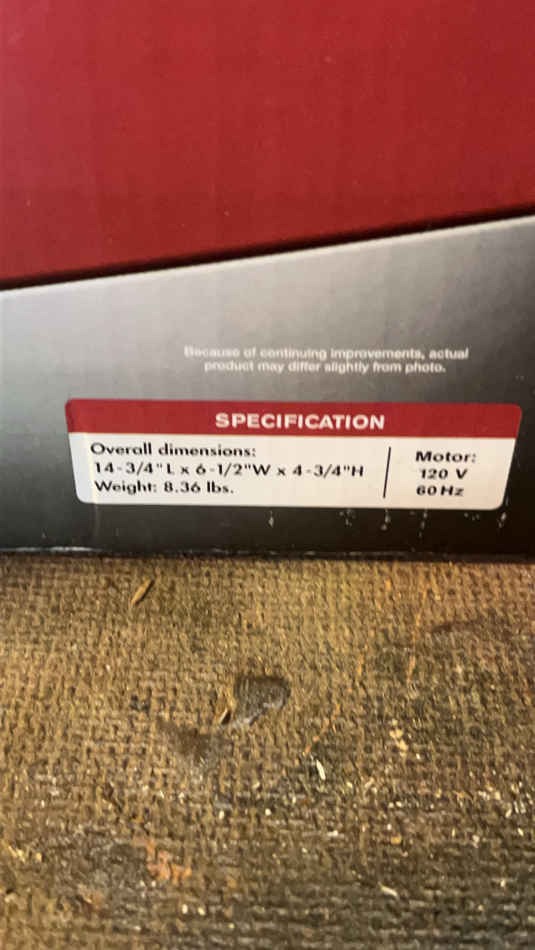 Because of continuing improvements, actual
product may differ slightly from photo.
SPECIFICATION
Overall dimensions:
14-3/4"L x 6-1/2"W x 4-3/4"H
Weight: 8.36 lbs.
Motor:
120 V
60 Hz